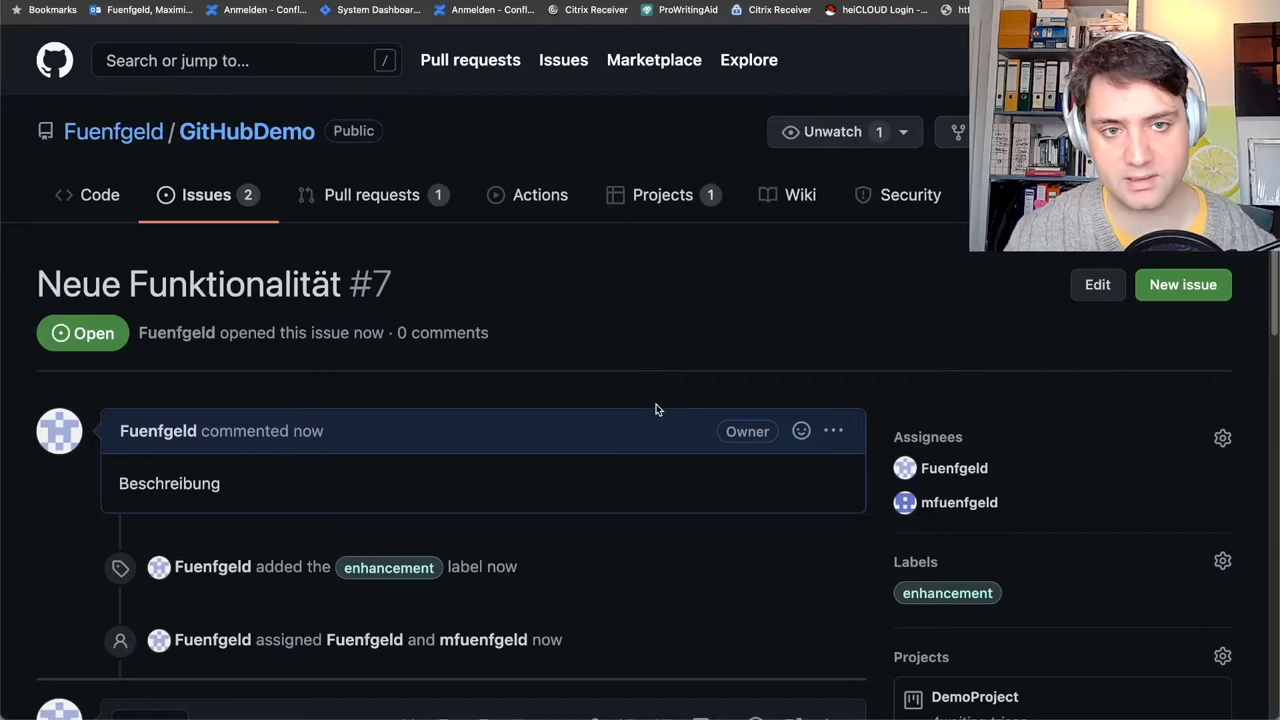 Bookmarks Fuenfgeld, Maximi... Anmelden - Confl... System Dashboar... Anmelden - Confl... Citrix Receiver ProWritingAid Citrix Receiver heiCLOUD Login -...
Search or jump to... / Pull requests Issues Marketplace Explore
Fuenfgeld / GitHubDemo Public Unwatch 1
Code Issues 2 Pull requests 1 Actions Projects 1 Wiki Security
Neue Funktionalität #7 Edit New issue
Open Fuenfgeld opened this issue now · 0 comments
Fuenfgeld commented now Owner
Beschreibung
Fuenfgeld added the enhancement label now
Fuenfgeld assigned Fuenfgeld and mfuenfgeld now
Assignees
Fuenfgeld
mfuenfgeld
Labels
enhancement
Projects
DemoProject
Awaiting triage